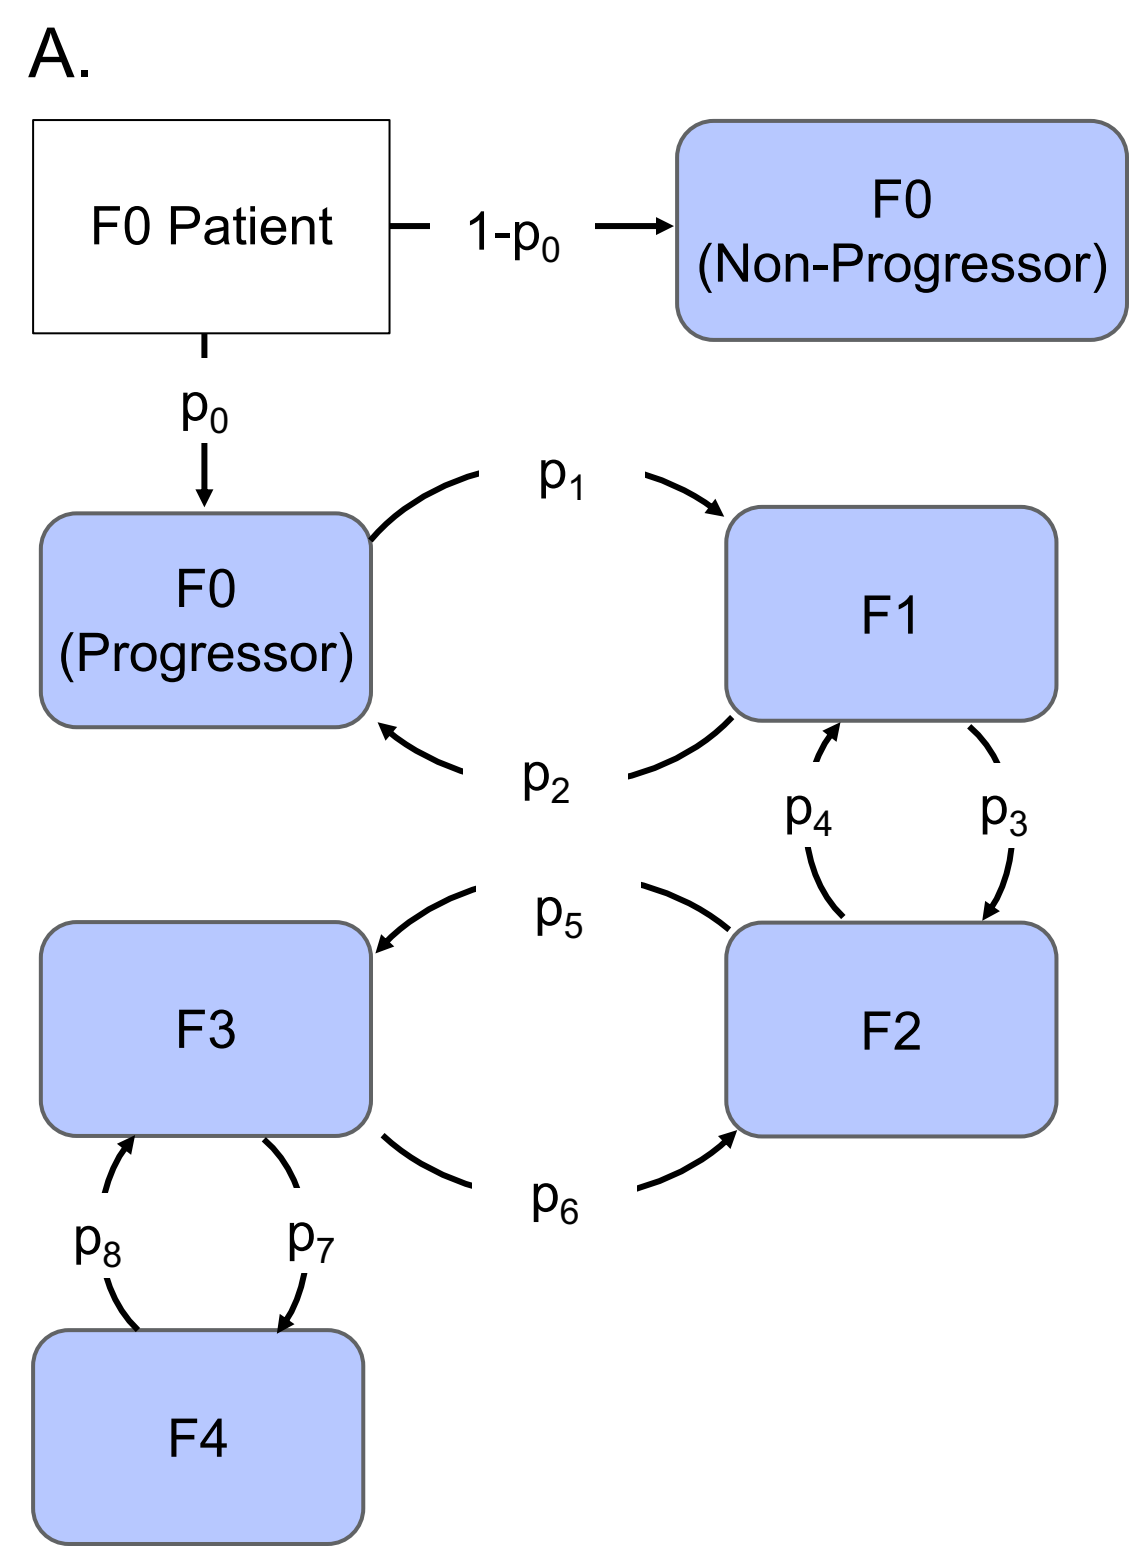 A.
F0 Patient
1-p₀
F0
(Non-Progressor)
p₀
p₁
F0
(Progressor)
F1
p₂
p₄
p₃
p₅
F3
F2
p₆
p₈
p₇
F4